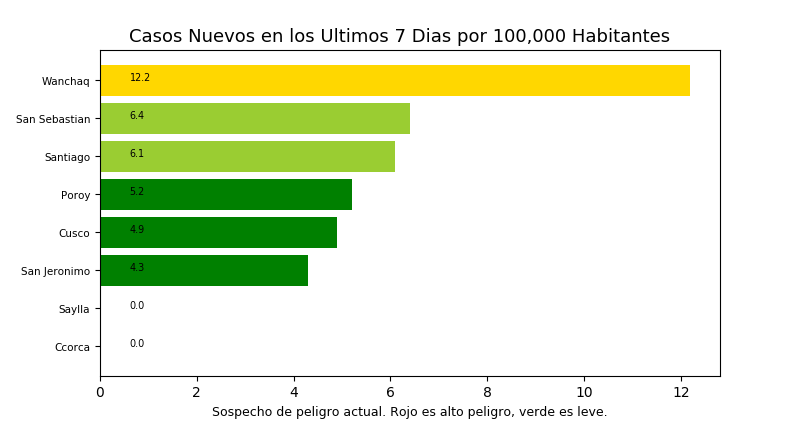 Casos Nuevos en los Ultimos 7 Dias por 100,000 Habitantes
Wanchaq 12.2
San Sebastian 6.4
Santiago 6.1
Poroy 5.2
Cusco 4.9
San Jeronimo 4.3
Saylla 0.0
Ccorca 0.0
0 2 4 6 8 10 12
Sospecho de peligro actual. Rojo es alto peligro, verde es leve.